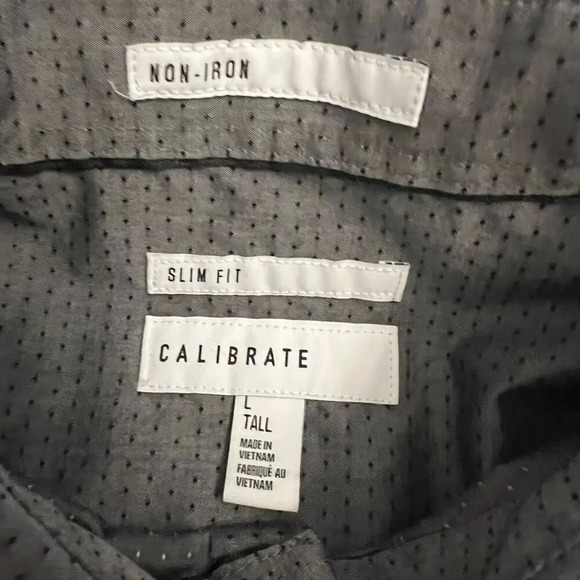 NON-IRON
SLIM FIT
CALIBRATE
L
TALL
MADE IN
VIETNAM
FABRIQUÉ AU
VIETNAM